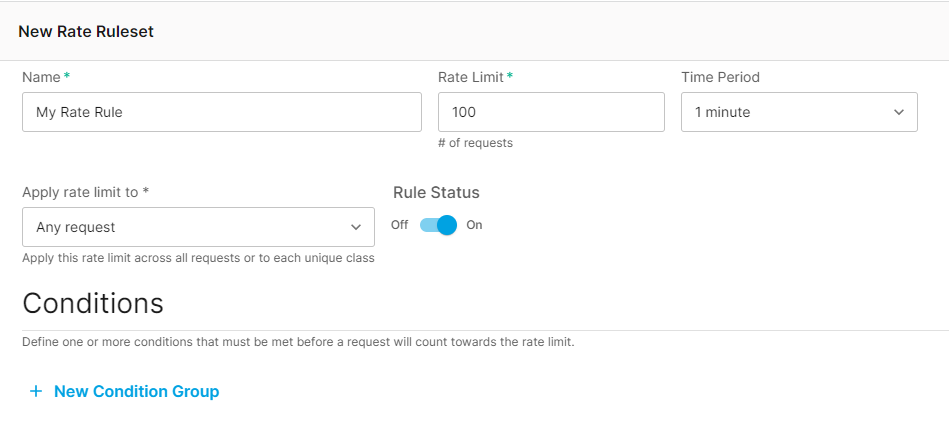 New Rate Ruleset
Name * Rate Limit * Time Period
My Rate Rule 100 1 minute
# of requests
Apply rate limit to * Rule Status
Any request Off On
Apply this rate limit across all requests or to each unique class
Conditions
Define one or more conditions that must be met before a request will count towards the rate limit.
+ New Condition Group